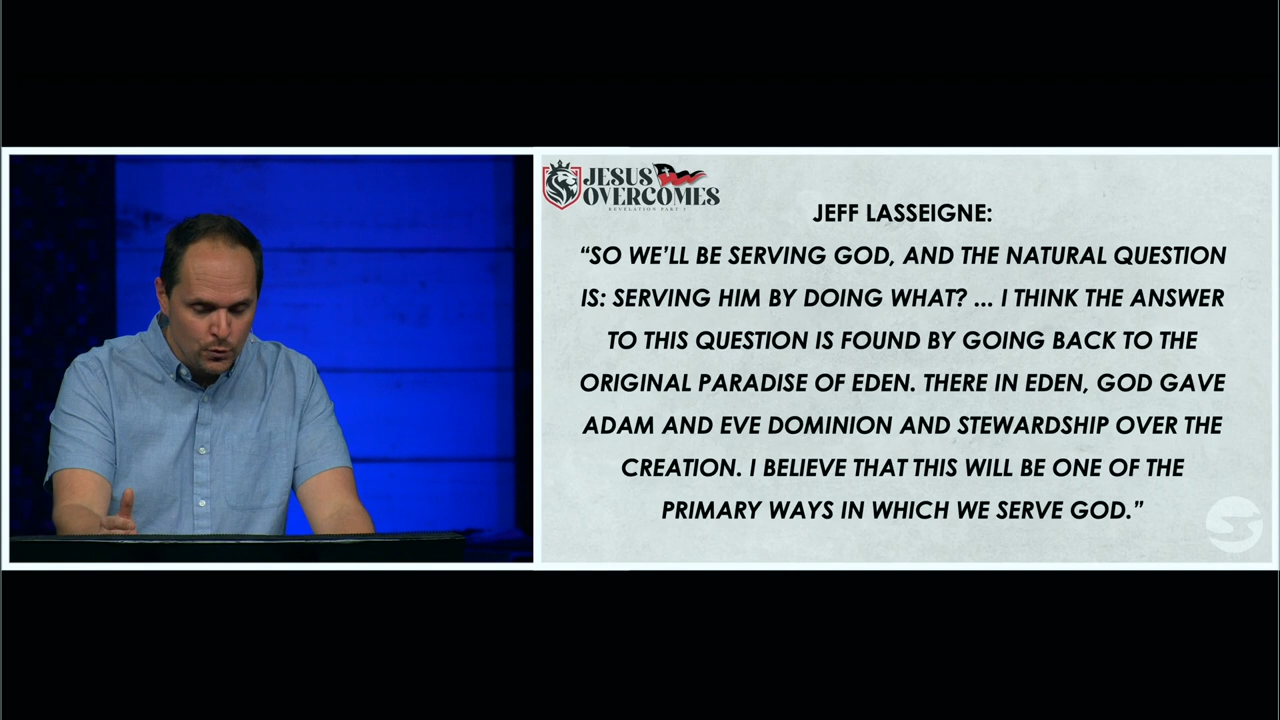 JESUS
OVERCOMES
REVELATION PART
JEFF LASSEIGNE:
“SO WE’LL BE SERVING GOD, AND THE NATURAL QUESTION
IS: SERVING HIM BY DOING WHAT? ... I THINK THE ANSWER
TO THIS QUESTION IS FOUND BY GOING BACK TO THE
ORIGINAL PARADISE OF EDEN. THERE IN EDEN, GOD GAVE
ADAM AND EVE DOMINION AND STEWARDSHIP OVER THE
CREATION. I BELIEVE THAT THIS WILL BE ONE OF THE
PRIMARY WAYS IN WHICH WE SERVE GOD.”